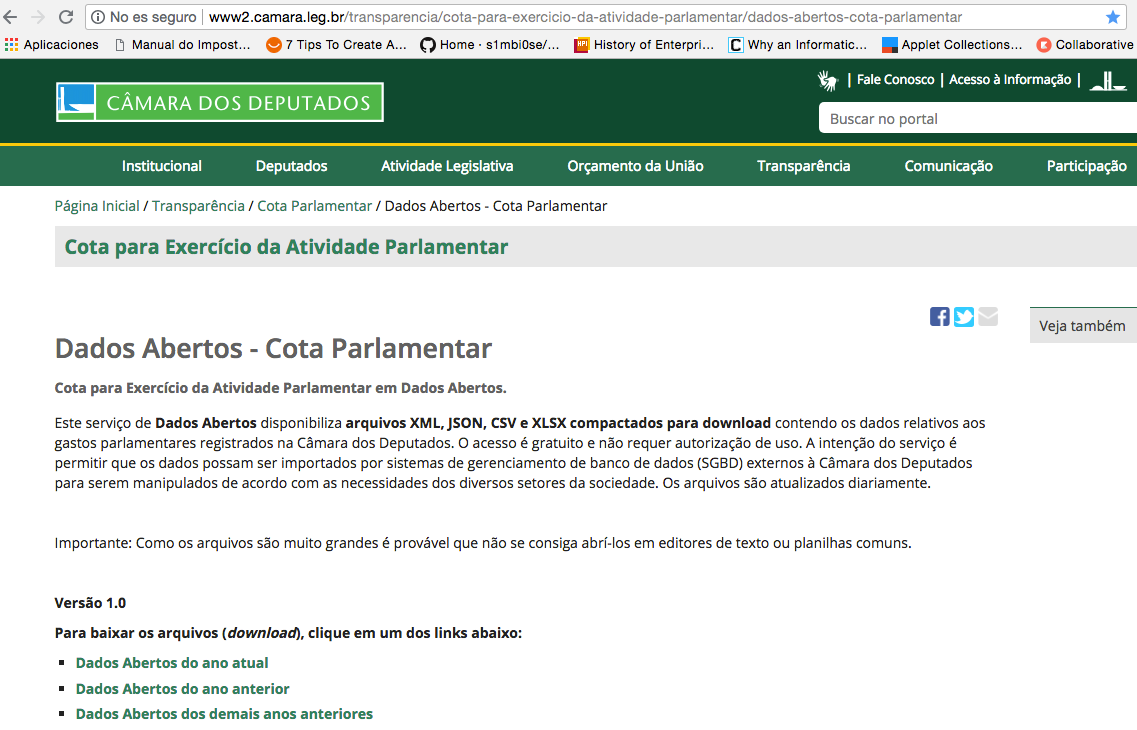 No es seguro | www2.camara.leg.br/transparencia/cota-para-exercicio-da-atividade-parlamentar/dados-abertos-cota-parlamentar
Aplicaciones Manual do Impost... 7 Tips To Create A... Home · s1mbi0se/... HPI History of Enterpri... C Why an Informatic... Applet Collections... Collaborative
| Fale Conosco | Acesso à Informação |
CÂMARA DOS DEPUTADOS
Buscar no portal
Institucional Deputados Atividade Legislativa Orçamento da União Transparência Comunicação Participação
Página Inicial / Transparência / Cota Parlamentar / Dados Abertos - Cota Parlamentar
Cota para Exercício da Atividade Parlamentar
Veja também
Dados Abertos - Cota Parlamentar
Cota para Exercício da Atividade Parlamentar em Dados Abertos.
Este serviço de Dados Abertos disponibiliza arquivos XML, JSON, CSV e XLSX compactados para download contendo os dados relativos aos
gastos parlamentares registrados na Câmara dos Deputados. O acesso é gratuito e não requer autorização de uso. A intenção do serviço é
permitir que os dados possam ser importados por sistemas de gerenciamento de banco de dados (SGBD) externos à Câmara dos Deputados
para serem manipulados de acordo com as necessidades dos diversos setores da sociedade. Os arquivos são atualizados diariamente.
Importante: Como os arquivos são muito grandes é provável que não se consiga abrí-los em editores de texto ou planilhas comuns.
Versão 1.0
Para baixar os arquivos (download), clique em um dos links abaixo:
Dados Abertos do ano atual
Dados Abertos do ano anterior
Dados Abertos dos demais anos anteriores